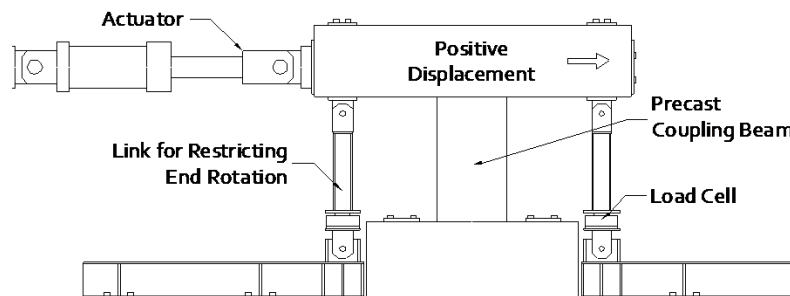 Actuator
Positive
Displacement
Precast
Coupling Beam
Link for Restricting
End Rotation
Load Cell